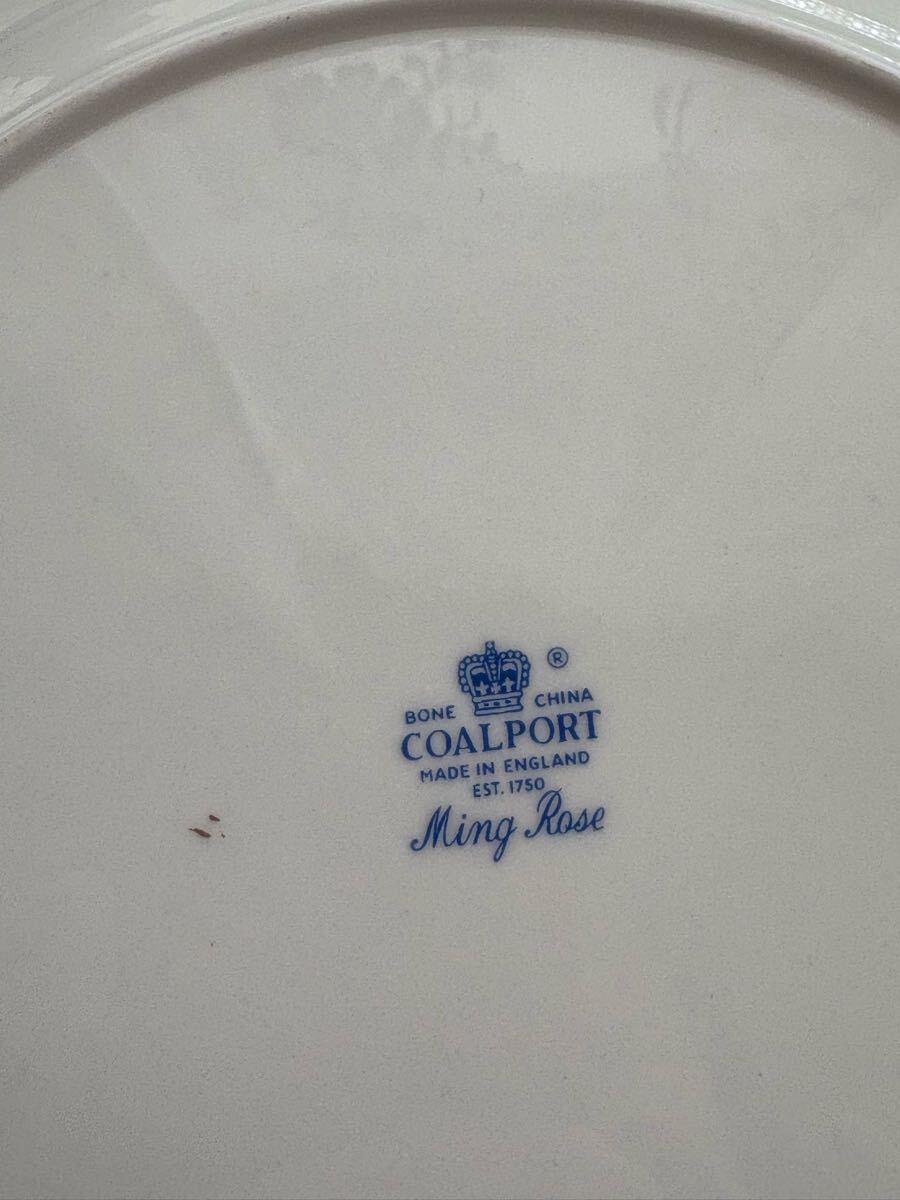 ®
BONE CHINA
COALPORT
MADE IN ENGLAND
EST. 1750
Ming Rose